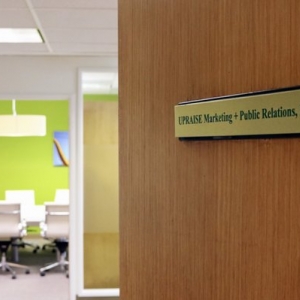 UPRAISE Marketing + Public Relations,